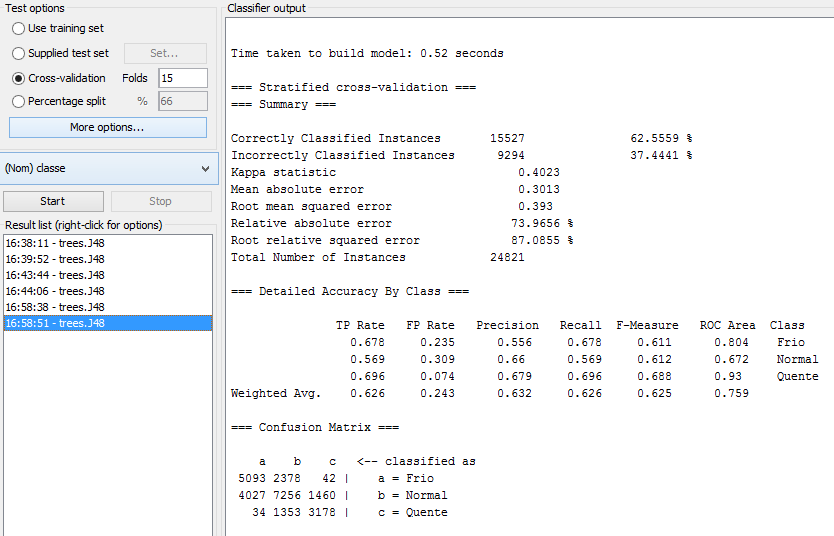 Test options
Use training set
Supplied test set Set...
Cross-validation Folds 15
Percentage split % 66
More options...
(Nom) classe
Start Stop
Result list (right-click for options)
16:38:11 - trees.J48
16:39:52 - trees.J48
16:43:44 - trees.J48
16:44:06 - trees.J48
16:58:38 - trees.J48
16:58:51 - trees.J48
Classifier output
Time taken to build model: 0.52 seconds
=== Stratified cross-validation ===
=== Summary ===
Correctly Classified Instances 15527 62.5559 %
Incorrectly Classified Instances 9294 37.4441 %
Kappa statistic 0.4023
Mean absolute error 0.3013
Root mean squared error 0.393
Relative absolute error 73.9656 %
Root relative squared error 87.0855 %
Total Number of Instances 24821
=== Detailed Accuracy By Class ===
TP Rate FP Rate Precision Recall F-Measure ROC Area Class
0.678 0.235 0.556 0.678 0.611 0.804 Frio
0.569 0.309 0.66 0.569 0.612 0.672 Normal
0.696 0.074 0.679 0.696 0.688 0.93 Quente
Weighted Avg. 0.626 0.243 0.632 0.626 0.625 0.759
=== Confusion Matrix ===
a b c <-- classified as
5093 2378 42 | a = Frio
4027 7256 1460 | b = Normal
34 1353 3178 | c = Quente